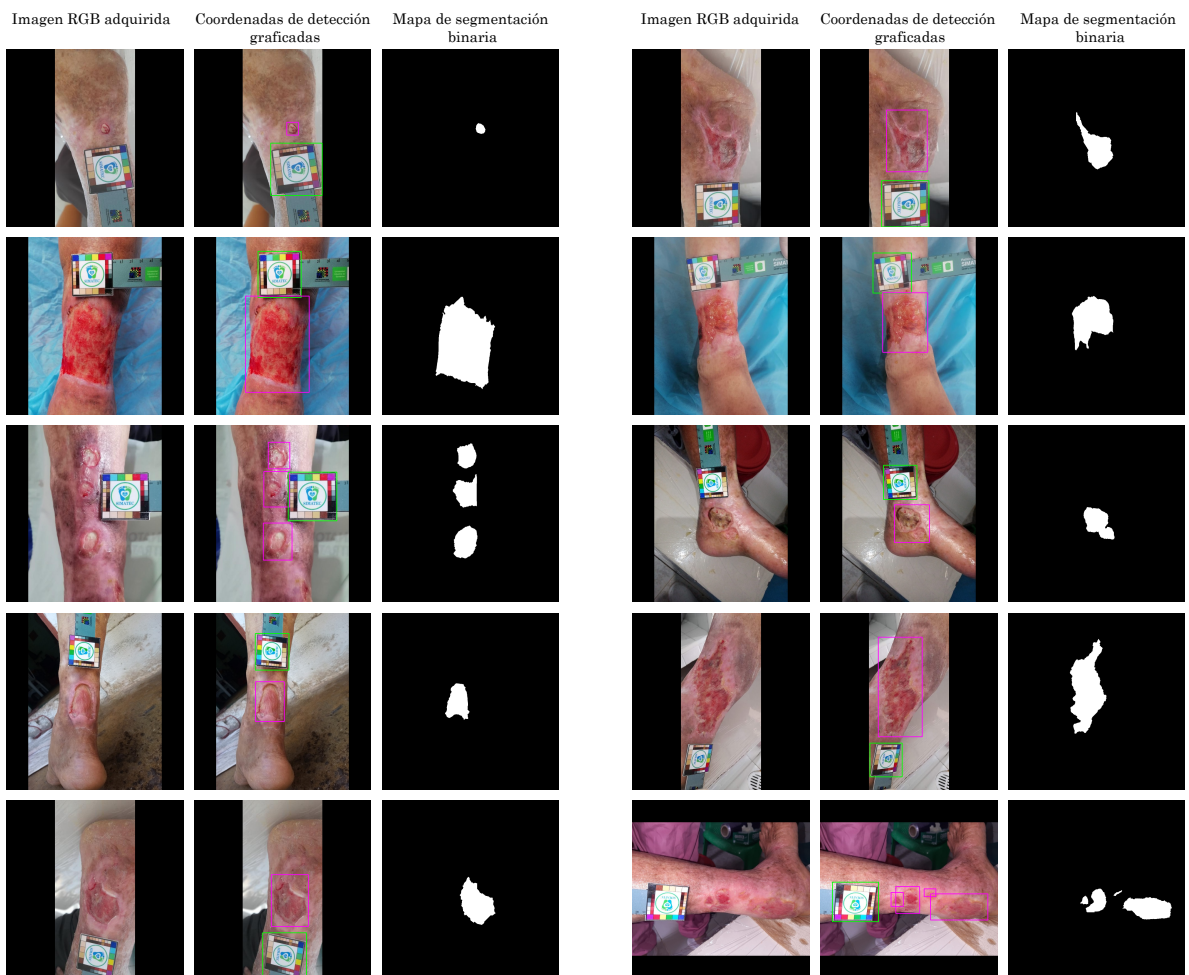 Imagen RGB adquirida
Coordenadas de detección
graficadas
Mapa de segmentación
binaria
Imagen RGB adquirida
Coordenadas de detección
graficadas
Mapa de segmentación
binaria